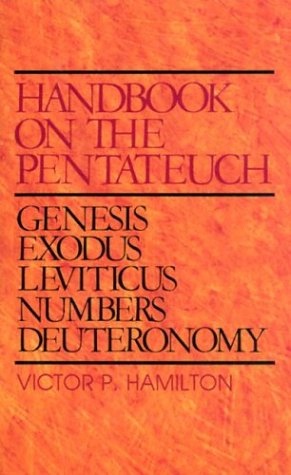 HANDBOOK
ON THE
PENTATEUCH
GENESIS
EXODUS
LEVITICUS
NUMBERS
DEUTERONOMY
VICTOR P. HAMILTON